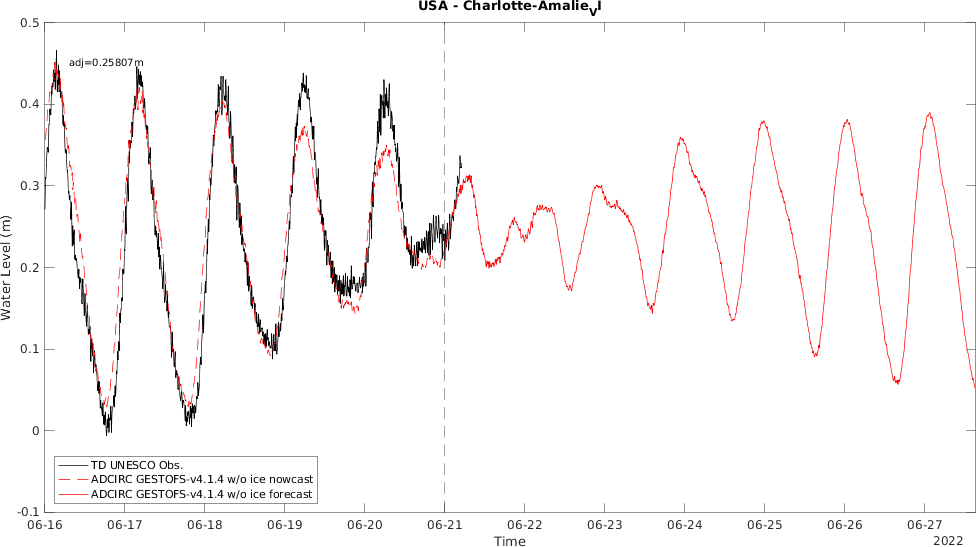 USA - Charlotte-Amalie_VI
adj=0.25807m
0.5
0.4
0.3
0.2
0.1
0
-0.1
Water Level (m)
TD UNESCO Obs.
ADCIRC GESTOFS-v4.1.4 w/o ice nowcast
ADCIRC GESTOFS-v4.1.4 w/o ice forecast
06-16 06-17 06-18 06-19 06-20 06-21 06-22 06-23 06-24 06-25 06-26 06-27
Time
2022